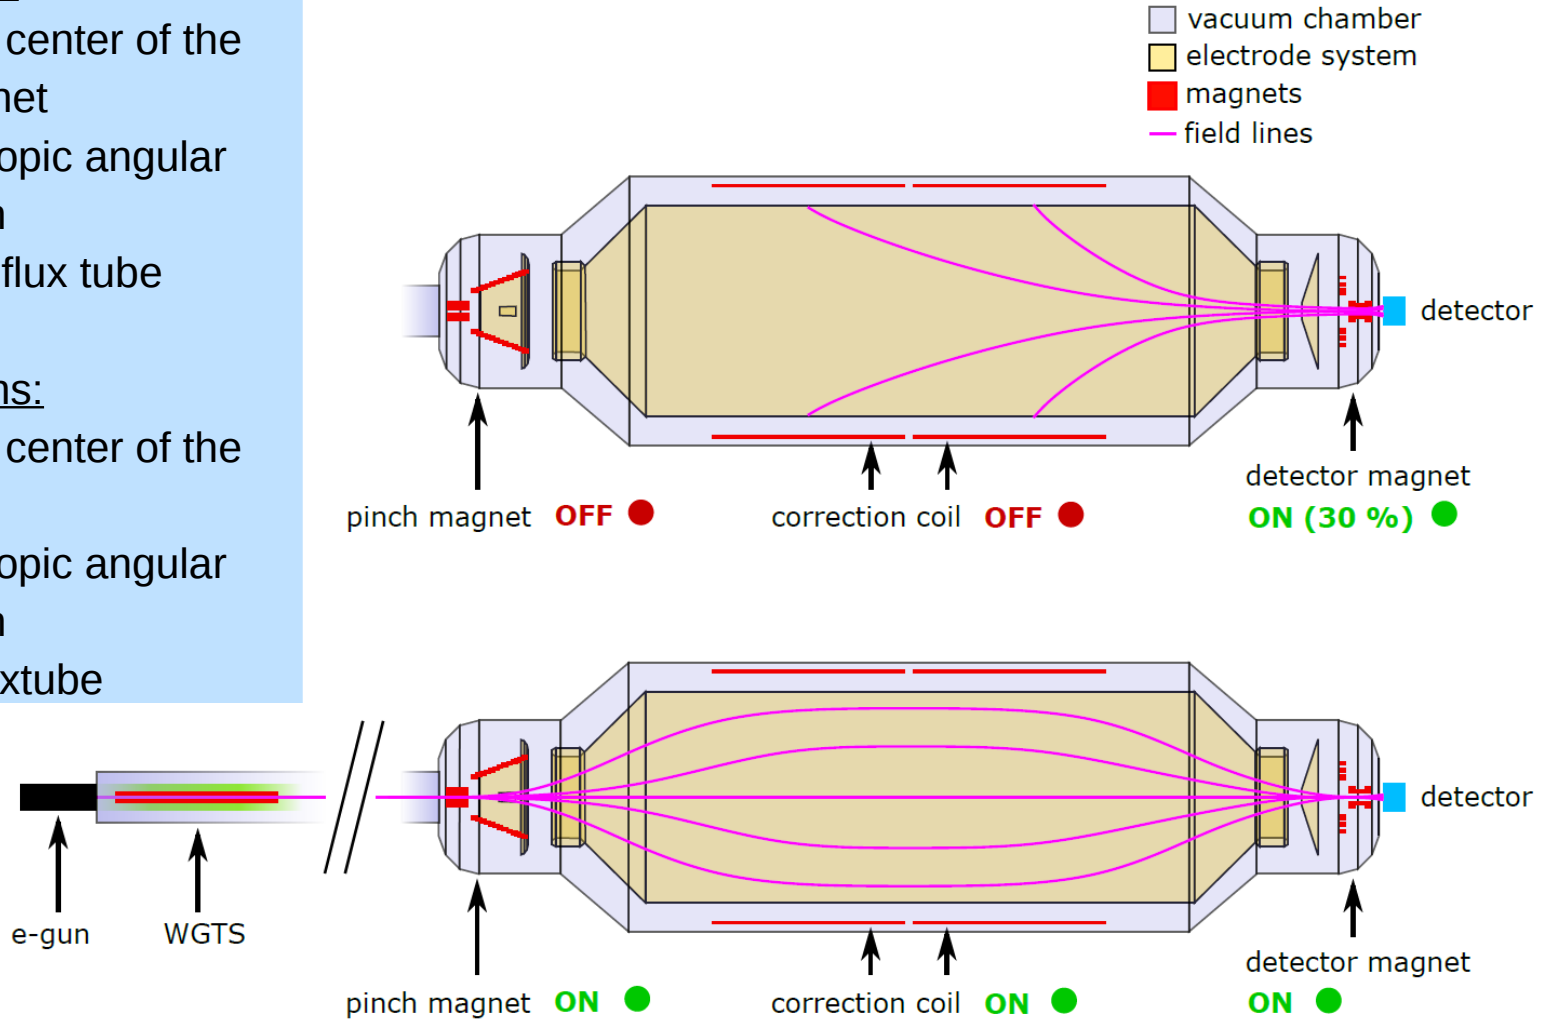 center of the
net
opic angular
n
flux tube
ns:
center of the
opic angular
n
xtube
vacuum chamber
electrode system
magnets
field lines
detector
pinch magnet OFF
correction coil OFF
detector magnet
ON (30 %)
detector
e-gun
WGTS
pinch magnet ON
correction coil ON
detector magnet
ON